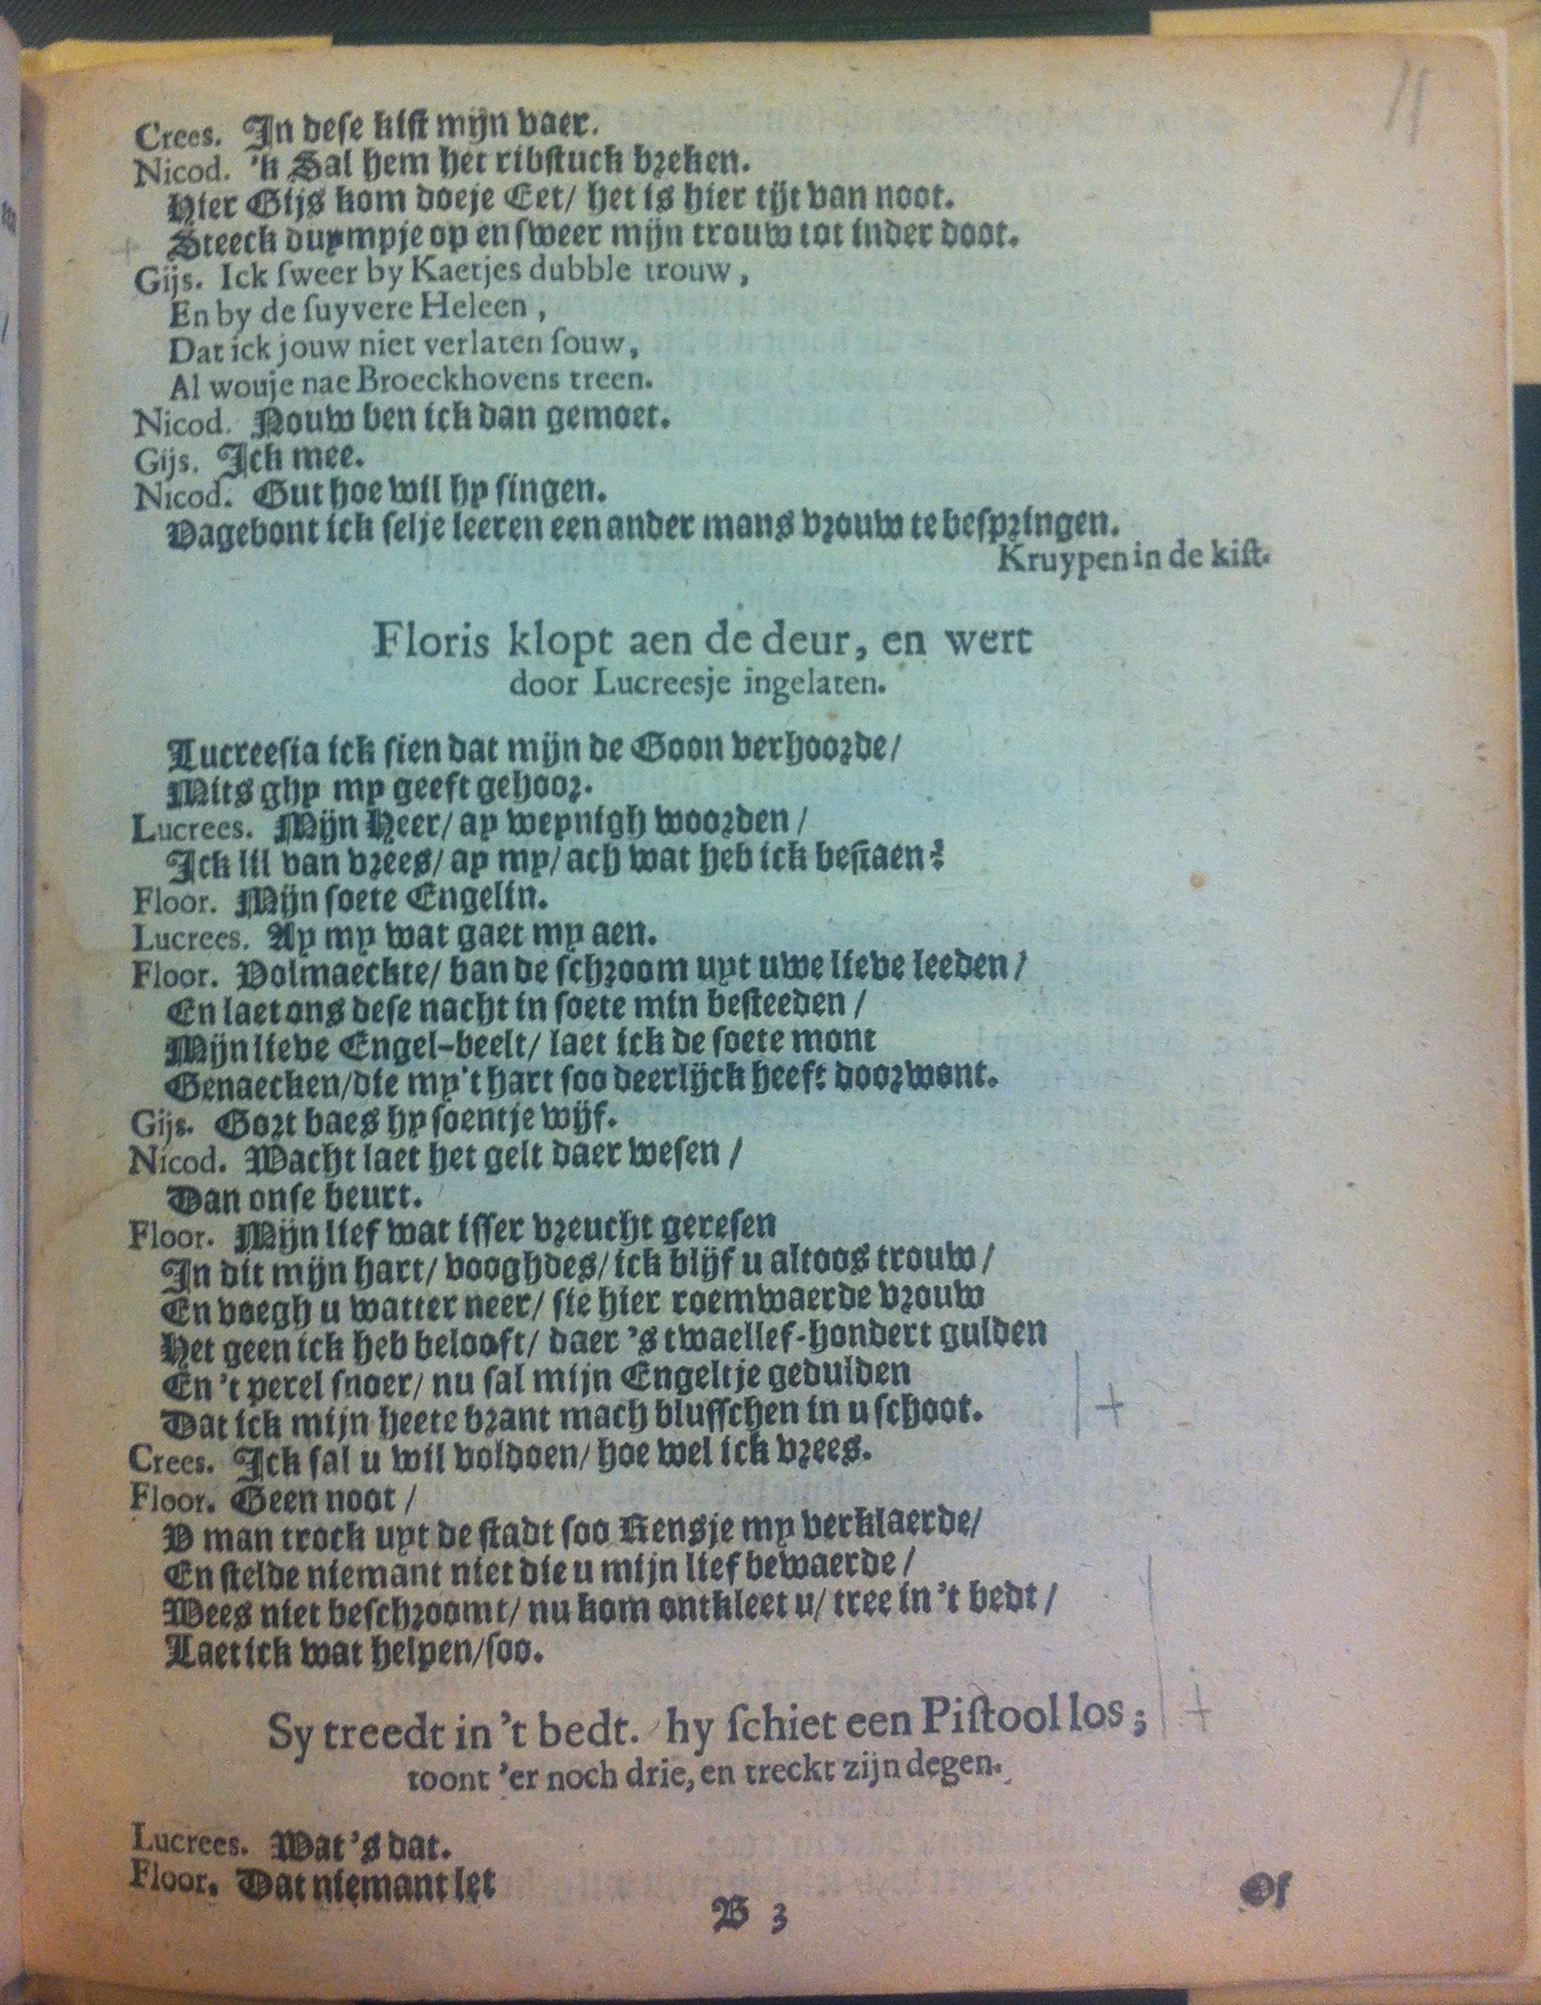 11
Crees. In dese kist mijn vaer.
Nicod. 'k Sal hem het ribstuck breken.
Hier Gijs kom doeje Eet/ het is hier tijt van noot.
Steeck duympje op en sweer mijn trouw tot inder doot.
Gijs. Ick sweer by Kaetjes dubble trouw,
En by de suyvere Heleen,
Dat ick jouw niet verlaten souw,
Al wouje nae Broeckhovens treen.
Nicod. Nouw ben ick dan gemoet.
Gijs. Ick mee.
Nicod. Gut hoe wil hy singen.
Vagebont ick selje leeren een ander mans vrouw te bespringen.
Kruypen in de kist.
Floris klopt aen de deur, en wert
door Lucreesje ingelaten.
Lucreesia ick sien dat mijn de Goon verhoorde/
Mits ghy my geeft gehoor.
Lucrees. Mijn Heer/ ay weynigh woorden/
Ick lil van vrees/ ay my/ ach wat heb ick bestaen?
Floor. Mijn soete Engelin.
Lucrees. Ay my wat gaet my aen.
Floor. Volmaeckte/ ban de schroom uyt uwe lieve leeden/
En laet ons dese nacht in soete min besteeden/
Mijn lieve Engel-beelt/ laet ick de soete mont
Genaecken/ die my 't hart soo deerlijck heeft doorwont.
Gijs. Gort baes hy soentje wijf.
Nicod. Wacht laet het gelt daer wesen/
Dan onse beurt.
Floor. Mijn lief wat isser vreucht geresen
In dit mijn hart/ vooghdes/ ick blijf u altoos trouw/
En voegh u watter neer/ sie hier roemwaerde vrouw
Het geen ick heb belooft/ daer 's twaellef-hondert gulden
En 't perel snoer/ nu sal mijn Engeltje gedulden
Dat ick mijn heete brant mach blusschen in u schoot.
Crees. Ick sal u wil voldoen/ hoe wel ick vrees.
Floor. Geen noot/
U man trock uyt de stadt soo Rensje my verklaerde/
En stelde niemant niet die u mijn lief bewaerde/
Wees niet beschroomt/ nu kom ontkleet u/ tree in 't bedt/
Laet ick wat helpen/ soo.
Sy treedt in 't bedt. hy schiet een Pistool los;
toont 'er noch drie, en treckt zijn degen.
Lucrees. Wat 's dat.
Floor. Dat niemant let
B 3
Of